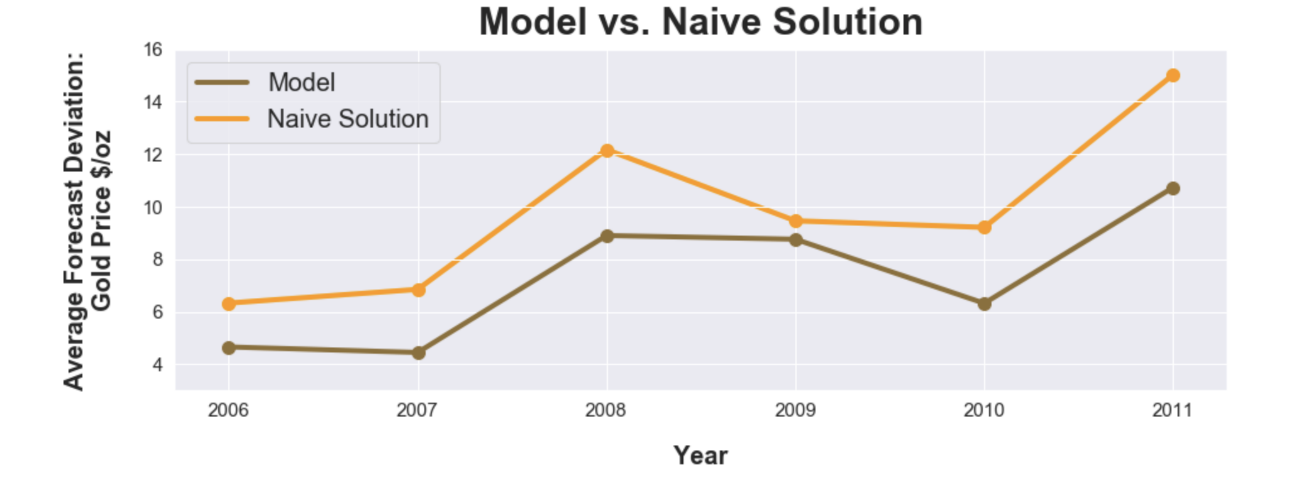 Model vs. Naive Solution
Average Forecast Deviation:
Gold Price $/oz
16
14
12
10
8
6
4
Model
Naive Solution
2006 2007 2008 2009 2010 2011
Year